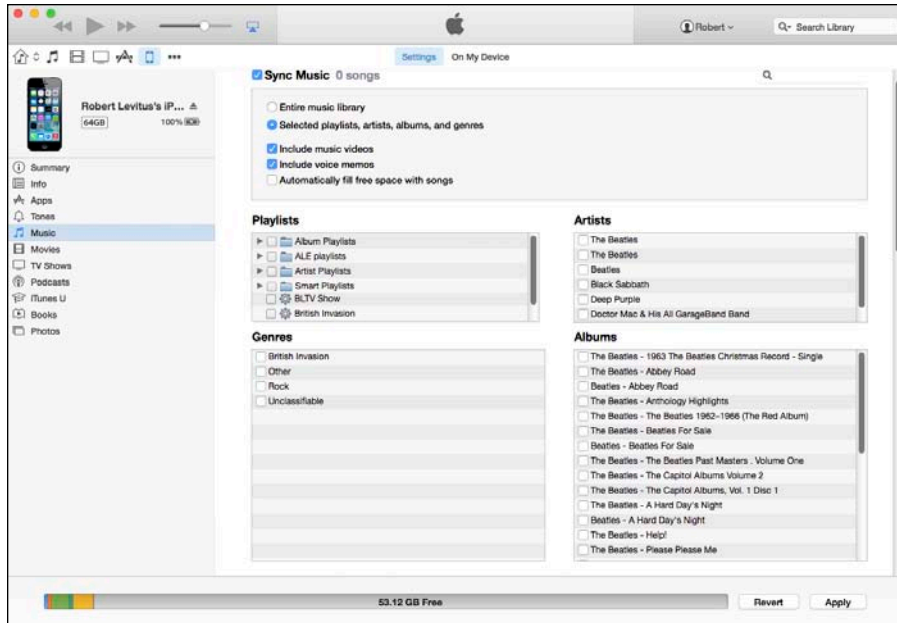 Robert
Search Library
Settings
On My Device
Robert Levitus's iP...
64GB
100%
Summary
Info
Apps
Tones
Music
Movies
TV Shows
Podcasts
iTunes U
Books
Photos
Sync Music 0 songs
Entire music library
Selected playlists, artists, albums, and genres
Include music videos
Include voice memos
Automatically fill free space with songs
Playlists
Album Playlists
ALE playlists
Artist Playlists
Smart Playlists
BLTV Show
British Invasion
Artists
The Beatles
The Beatles
Beatles
Black Sabbath
Deep Purple
Doctor Mac & His All GarageBand Band
Genres
British Invasion
Other
Rock
Unclassifiable
Albums
The Beatles - 1963 The Beatles Christmas Record - Single
The Beatles - Abbey Road
Beatles - Abbey Road
The Beatles - Anthology Highlights
The Beatles - The Beatles 1962–1966 (The Red Album)
The Beatles - Beatles For Sale
Beatles - Beatles For Sale
The Beatles - The Beatles Past Masters . Volume One
The Beatles - The Capitol Albums Volume 2
The Beatles - The Capitol Albums, Vol. 1 Disc 1
The Beatles - A Hard Day's Night
Beatles - A Hard Day's Night
The Beatles - Help!
The Beatles - Please Please Me
53.12 GB Free
Revert
Apply